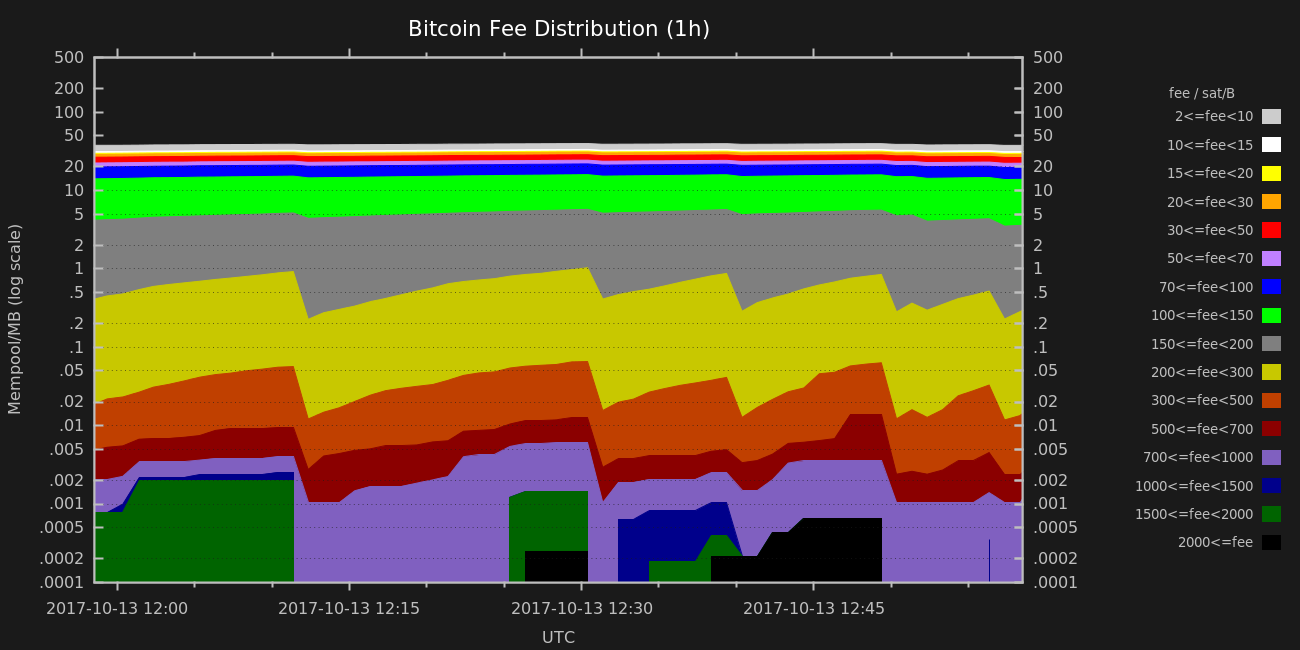 Bitcoin Fee Distribution (1h)
Mempool/MB (log scale)
500
200
100
50
20
10
5
2
1
.5
.2
.1
.05
.02
.01
.005
.002
.001
.0005
.0002
.0001
500
200
100
50
20
10
5
2
1
.5
.2
.1
.05
.02
.01
.005
.002
.001
.0005
.0002
.0001
2017-10-13 12:00 2017-10-13 12:15 2017-10-13 12:30 2017-10-13 12:45
UTC
fee / sat/B
2<=fee<10
10<=fee<15
15<=fee<20
20<=fee<30
30<=fee<50
50<=fee<70
70<=fee<100
100<=fee<150
150<=fee<200
200<=fee<300
300<=fee<500
500<=fee<700
700<=fee<1000
1000<=fee<1500
1500<=fee<2000
2000<=fee